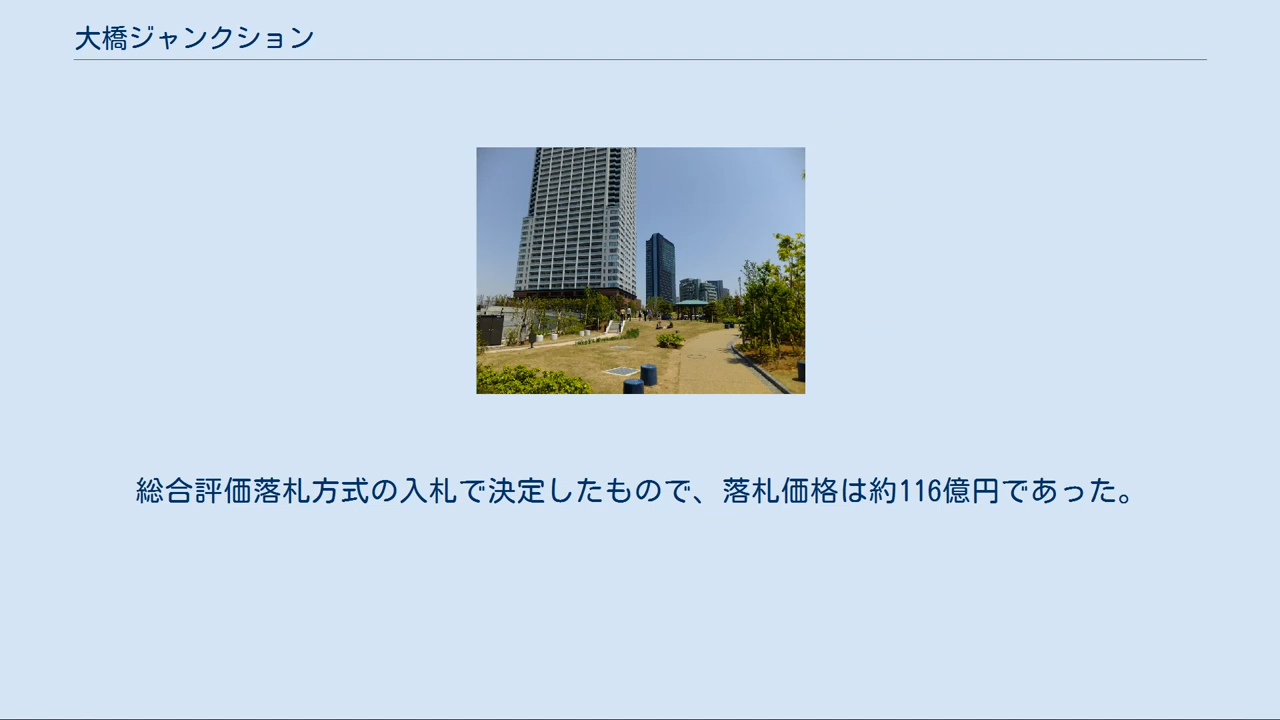 大橋ジャンクション
総合評価落札方式の入札で決定したもので、落札価格は約116億円であった。